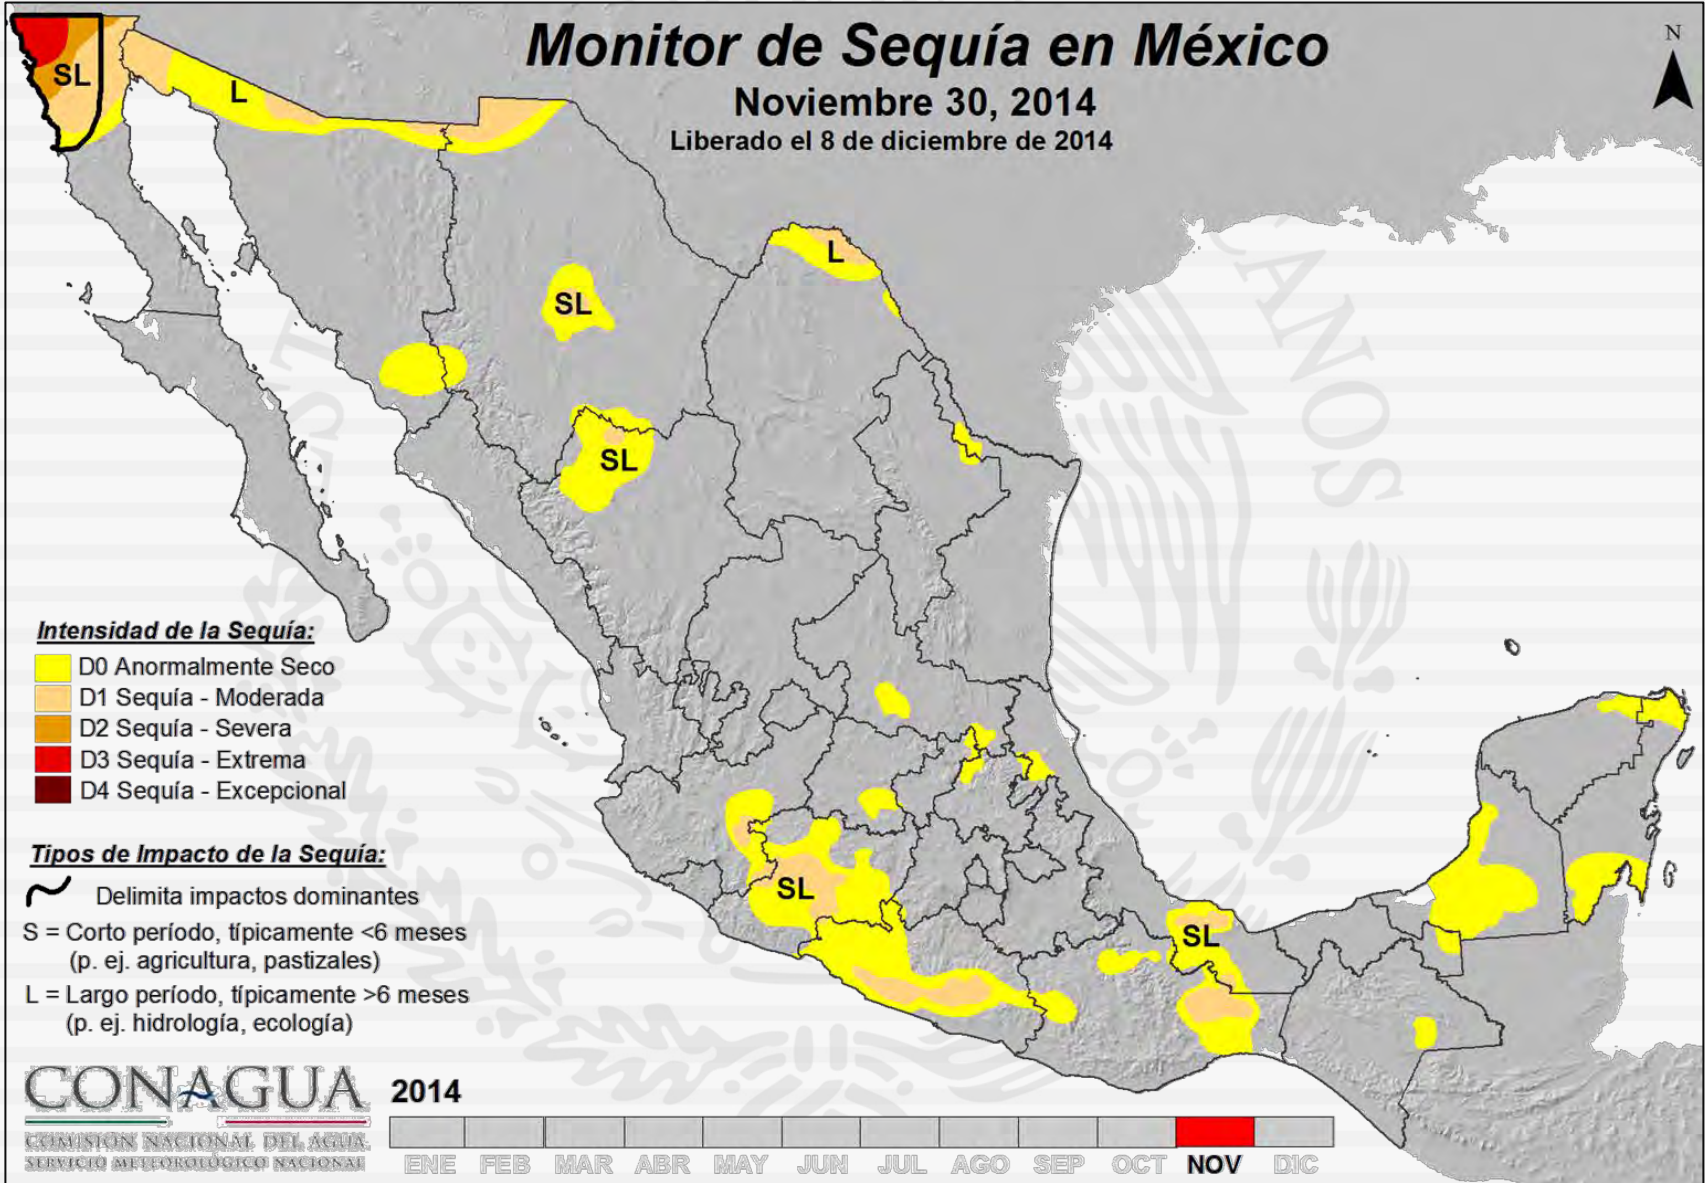 Monitor de Sequía en México
Noviembre 30, 2014
Liberado el 8 de diciembre de 2014
N
SL
L
L
SL
SL
SL
SL
Intensidad de la Sequía:
D0 Anormalmente Seco
D1 Sequía - Moderada
D2 Sequía - Severa
D3 Sequía - Extrema
D4 Sequía - Excepcional
Tipos de Impacto de la Sequía:
Delimita impactos dominantes
S = Corto período, típicamente <6 meses
(p. ej. agricultura, pastizales)
L = Largo período, típicamente >6 meses
(p. ej. hidrología, ecología)
CONAGUA
COMISIÓN NACIONAL DEL AGUA
SERVICIO METEOROLÓGICO NACIONAL
2014
ENE FEB MAR ABR MAY JUN JUL AGO SEP OCT NOV DIC